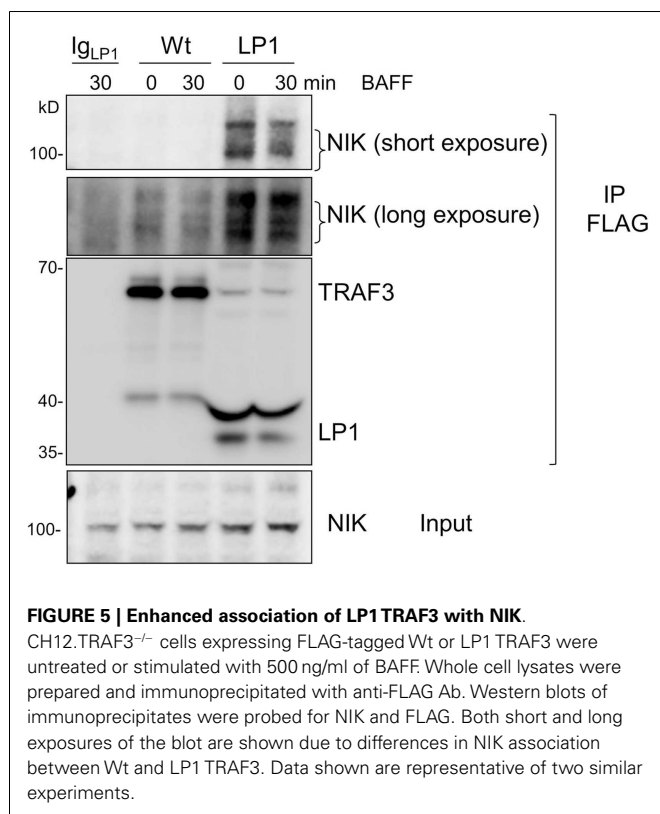 IgLP1 Wt LP1
30 0 30 0 30 min BAFF
kD
100- NIK (short exposure)
NIK (long exposure)
IP
FLAG
70-
TRAF3
40-
LP1
35-
100- NIK Input
FIGURE 5 | Enhanced association of LP1 TRAF3 with NIK.
CH12.TRAF3−/− cells expressing FLAG-tagged Wt or LP1 TRAF3 were
untreated or stimulated with 500 ng/ml of BAFF. Whole cell lysates were
prepared and immunoprecipitated with anti-FLAG Ab. Western blots of
immunoprecipitates were probed for NIK and FLAG. Both short and long
exposures of the blot are shown due to differences in NIK association
between Wt and LP1 TRAF3. Data shown are representative of two similar
experiments.